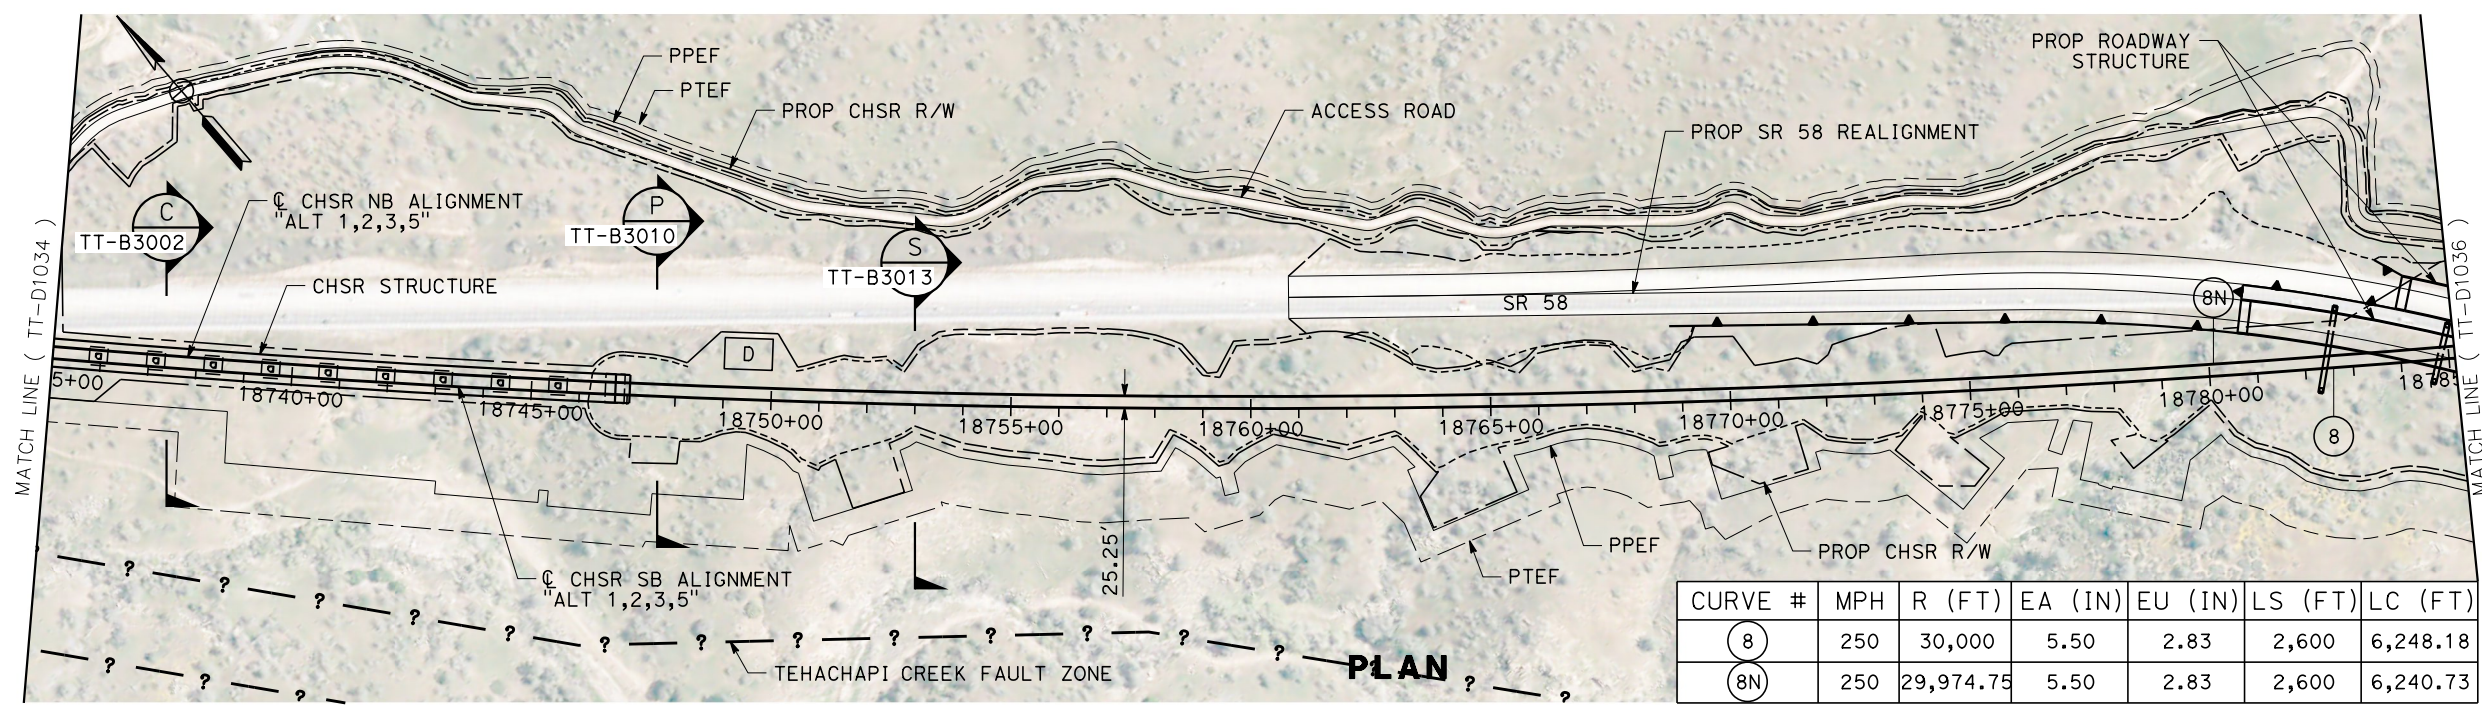 PPEF
PTEF
PROP CHSR R/W
ACCESS ROAD
PROP SR 58 REALIGNMENT
PROP ROADWAY
STRUCTURE
C
TT-B3002
P
TT-B3010
S
TT-B3013
℄ CHSR NB ALIGNMENT
"ALT 1,2,3,5"
CHSR STRUCTURE
SR 58
8N
D
MATCH LINE ( TT-D1034 )
MATCH LINE ( TT-D1036 )
5+00
18740+00
18745+00
18750+00
18755+00
18760+00
18765+00
18770+00
18775+00
18780+00
18785
8
25.25'
℄ CHSR SB ALIGNMENT
"ALT 1,2,3,5"
PTEF
PPEF
PROP CHSR R/W
? ? ? ? ? ? ? ? ? ? ? ? ? ? ? ?
? ? ?
TEHACHAPI CREEK FAULT ZONE
PLAN
CURVE # MPH R (FT) EA (IN) EU (IN) LS (FT) LC (FT)
8 250 30,000 5.50 2.83 2,600 6,248.18
8N 250 29,974.75 5.50 2.83 2,600 6,240.73